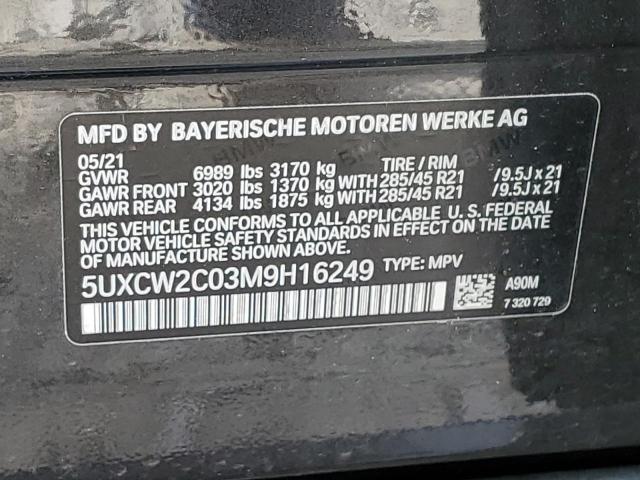 MFD BY BAYERISCHE MOTOREN WERKE AG
05/21 TIRE / RIM
GVWR 6989 lbs 3170 kg
GAWR FRONT 3020 lbs 1370 kg WITH 285/45 R21 /9.5J x 21
GAWR REAR 4134 lbs 1875 kg WITH 285/45 R21 /9.5J x 21
THIS VEHICLE CONFORMS TO ALL APPLICABLE U. S. FEDERAL
MOTOR VEHICLE SAFETY STANDARDS IN EFFECT ON THE DATE
OF MANUFACTURE SHOWN ABOVE.
5UXCW2C03M9H16249 TYPE: MPV
A90M
7 320 729